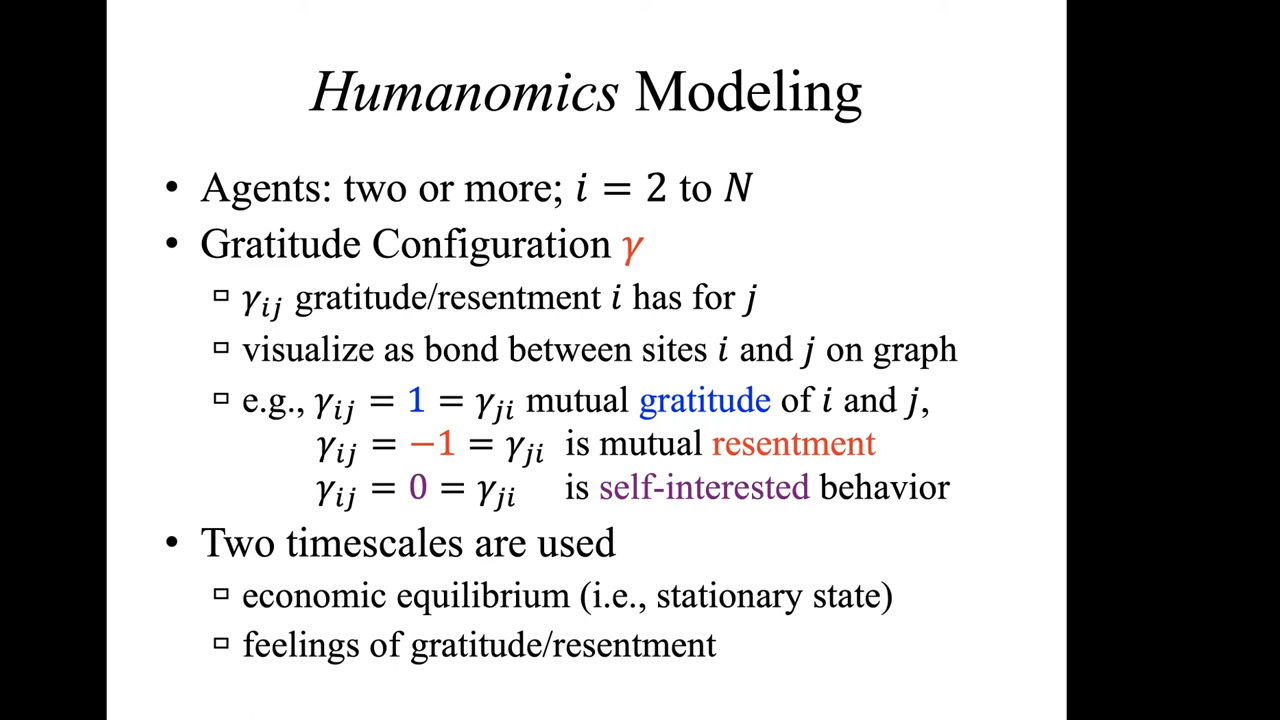 Humanomics Modeling
• Agents: two or more; i = 2 to N
• Gratitude Configuration γ
▫ γij gratitude/resentment i has for j
▫ visualize as bond between sites i and j on graph
▫ e.g., γij = 1 = γji mutual gratitude of i and j,
γij = −1 = γji is mutual resentment
γij = 0 = γji is self-interested behavior
• Two timescales are used
▫ economic equilibrium (i.e., stationary state)
▫ feelings of gratitude/resentment